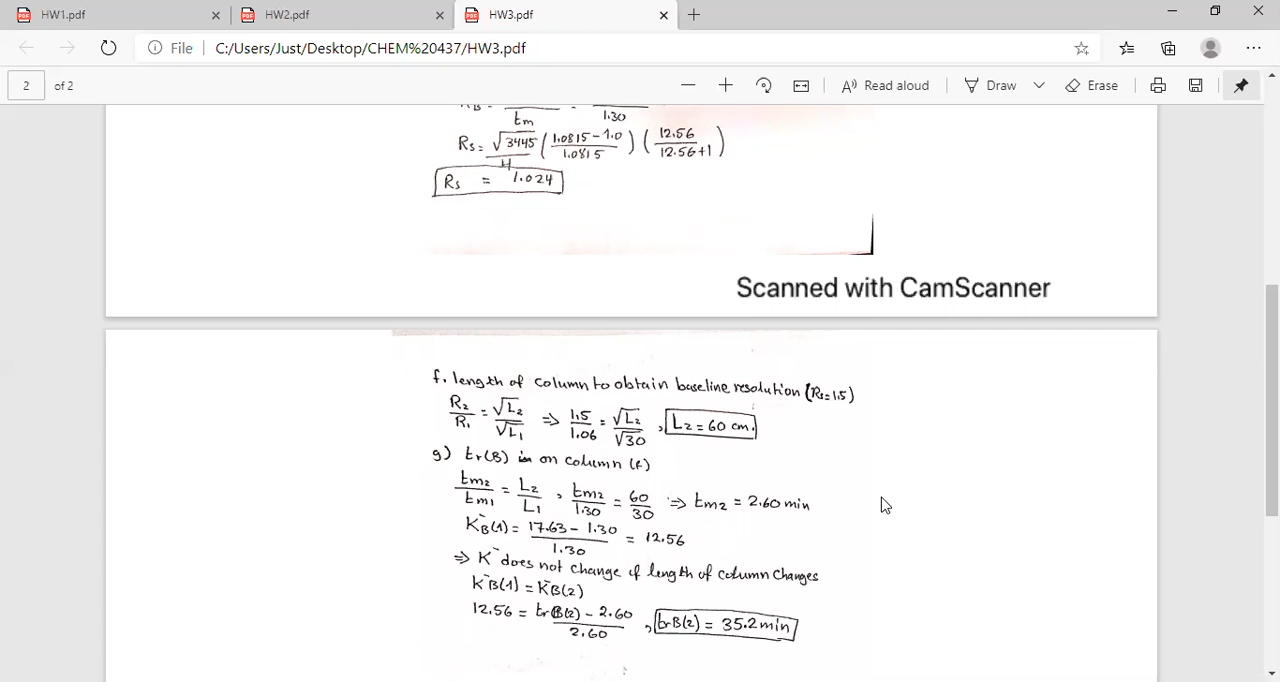 HW1.pdf
HW2.pdf
HW3.pdf
File
C:/Users/Just/Desktop/CHEM%20437/HW3.pdf
2 of 2
Read aloud
Draw
Erase
tm
1.30
Rs = √3445 / 4 (1.0815-1.0 / 1.0815) (12.56 / 12.56+1)
Rs = 1.024
Scanned with CamScanner
f. length of column to obtain baseline resolution (Rs=1.5)
R2/R1 = √L2/√L1 ⇒ 1.5/1.06 = √L2/√30 , L2 = 60 cm.
g) tr(B) on column (f)
tm2/tm1 = L2/L1 , tm2/1.30 = 60/30 ⇒ tm2 = 2.60 min
K¯B(1) = 17.63 - 1.30 / 1.30 = 12.56
⇒ K¯ does not change if length of column changes
K¯B(1) = K¯B(2)
12.56 = trB(2) - 2.60 / 2.60 , trB(2) = 35.2 min